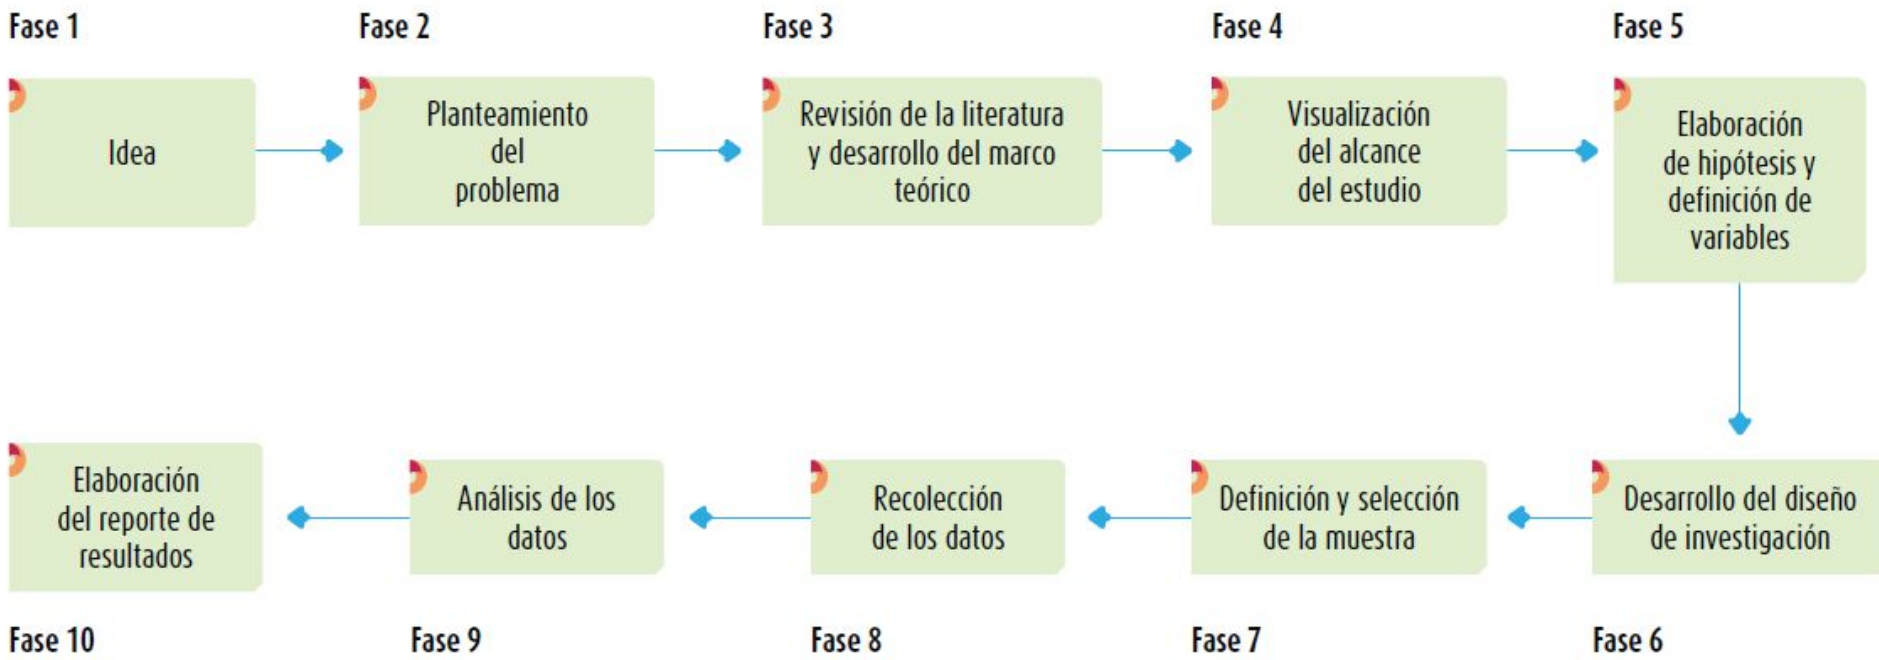 Fase 1
Idea
Fase 2
Planteamiento
del
problema
Fase 3
Revisión de la literatura
y desarrollo del marco
teórico
Fase 4
Visualización
del alcance
del estudio
Fase 5
Elaboración
de hipótesis y
definición de
variables
Desarrollo del diseño
de investigación
Fase 6
Definición y selección
de la muestra
Fase 7
Recolección
de los datos
Fase 8
Análisis de los
datos
Fase 9
Elaboración
del reporte de
resultados
Fase 10